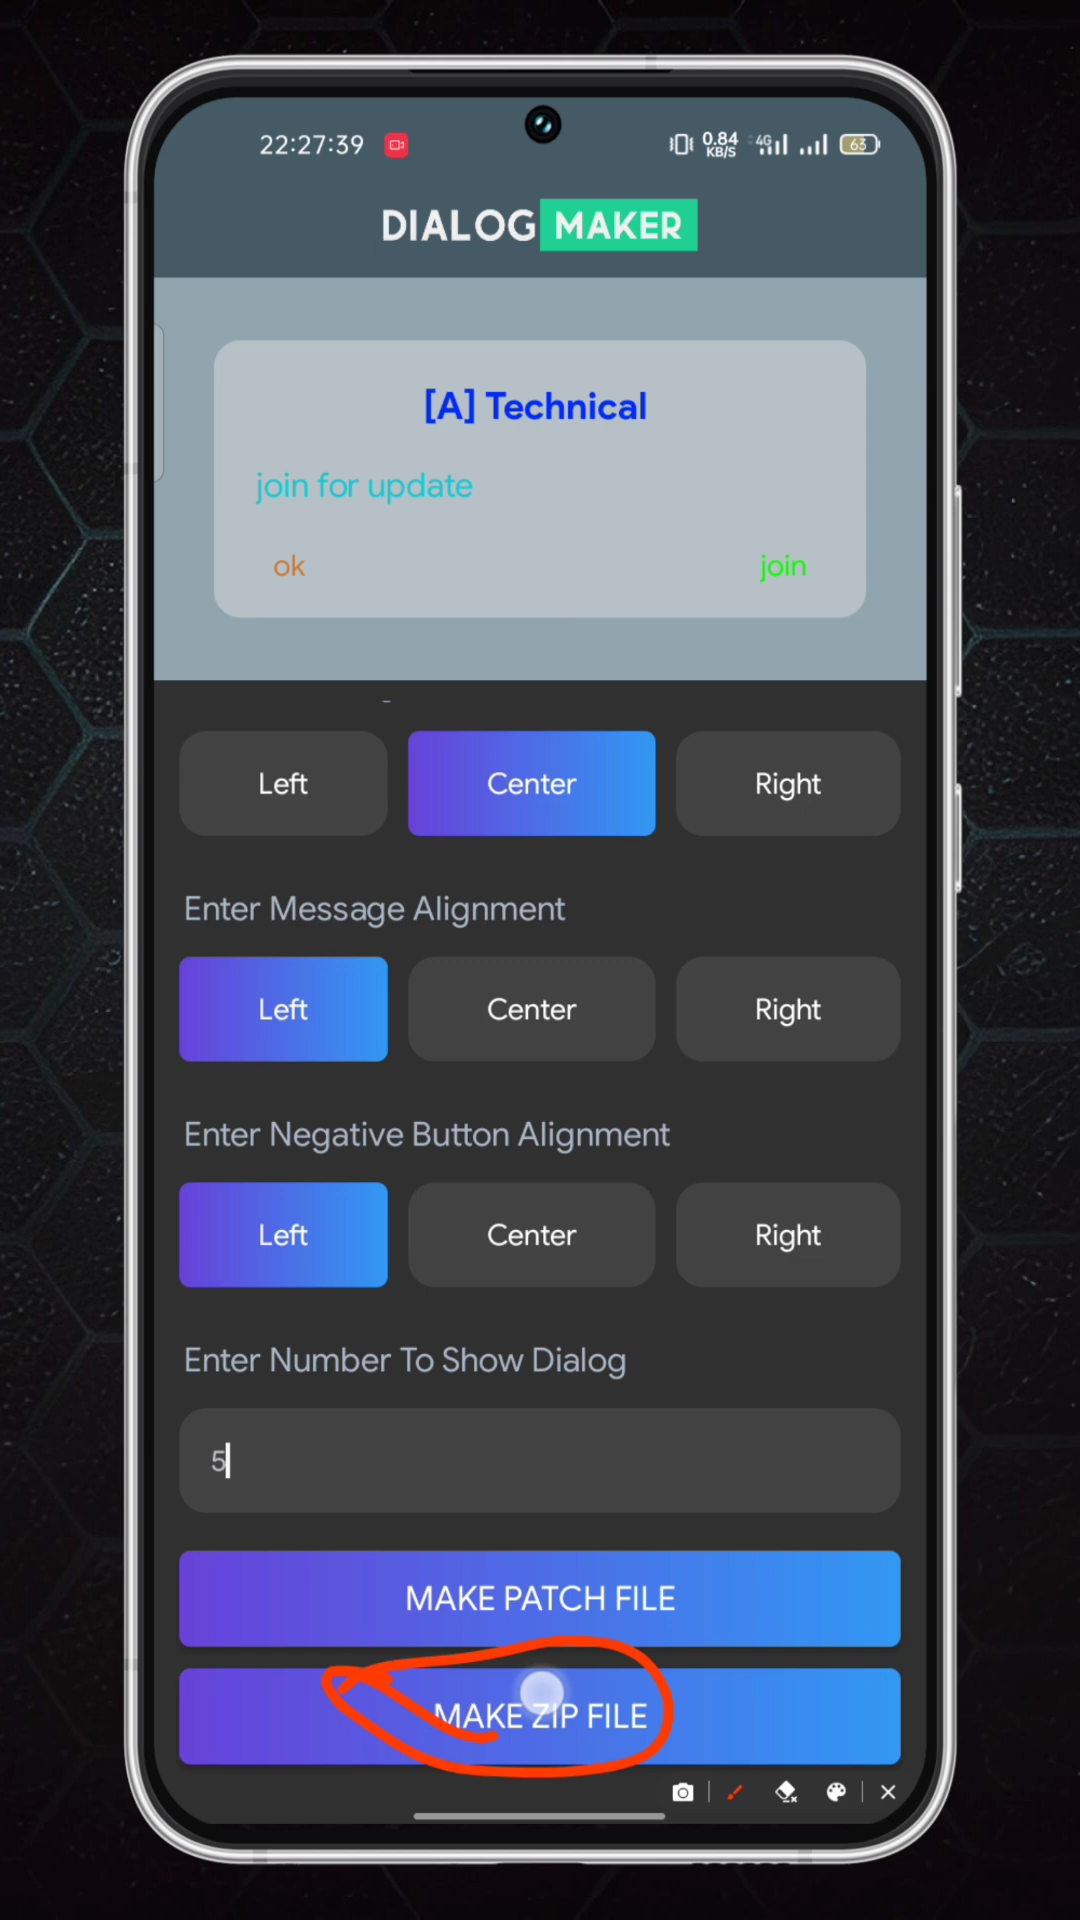 22:27:39 0.84 KB/S 4G 63
DIALOG MAKER
[A] Technical
join for update
ok join
Left Center Right
Enter Message Alignment
Left Center Right
Enter Negative Button Alignment
Left Center Right
Enter Number To Show Dialog
5
MAKE PATCH FILE
MAKE ZIP FILE